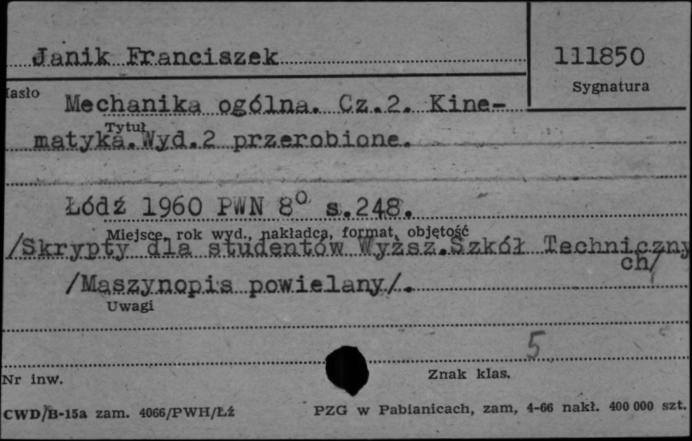 Janik Franciszek
111850
Sygnatura
Hasło
Mechanika ogólna. Cz.2. Kine-
Tytuł
matyka. Wyd.2 przerobione.
Łódź 1960 PWN 8° s.248.
Miejsce, rok wyd., nakładca, format, objętość
/Skrypty dla studentów Wyższ.Szkół Techniczny
ch/
/Maszynopis powielany/.
Uwagi
5
Nr inw.
Znak klas.
CWD/B-15a zam. 4066/PWH/Łź
PZG w Pabianicach, zam, 4-66 nakł. 400 000 szt.